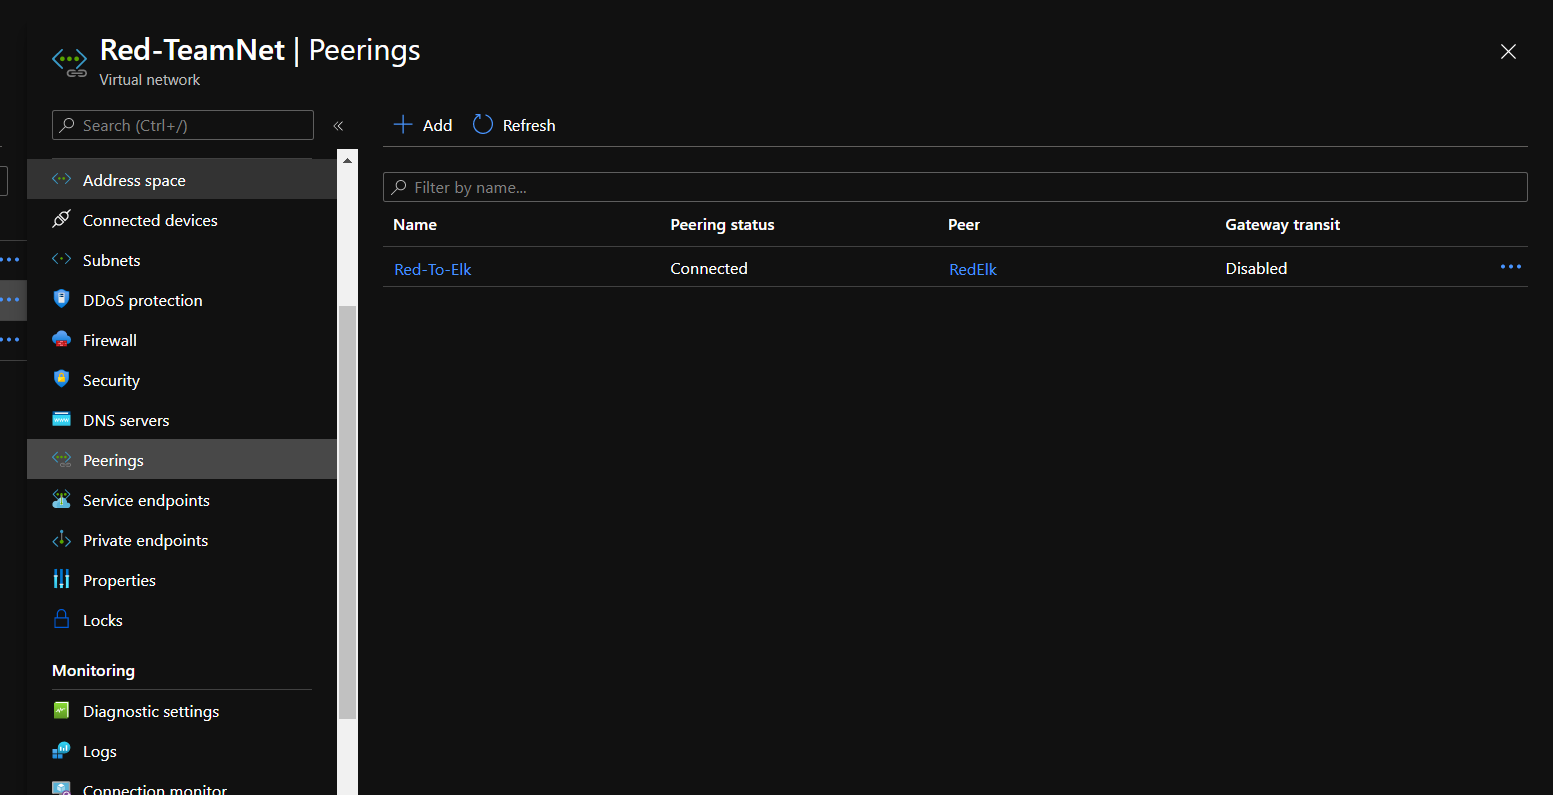 Red-TeamNet | Peerings
Virtual network
Search (Ctrl+/)
«
Address space
Connected devices
Subnets
DDoS protection
Firewall
Security
DNS servers
Peerings
Service endpoints
Private endpoints
Properties
Locks
Monitoring
Diagnostic settings
Logs
Connection monitor
Add Refresh
Filter by name...
Name Peering status Peer Gateway transit
Red-To-Elk Connected RedElk Disabled